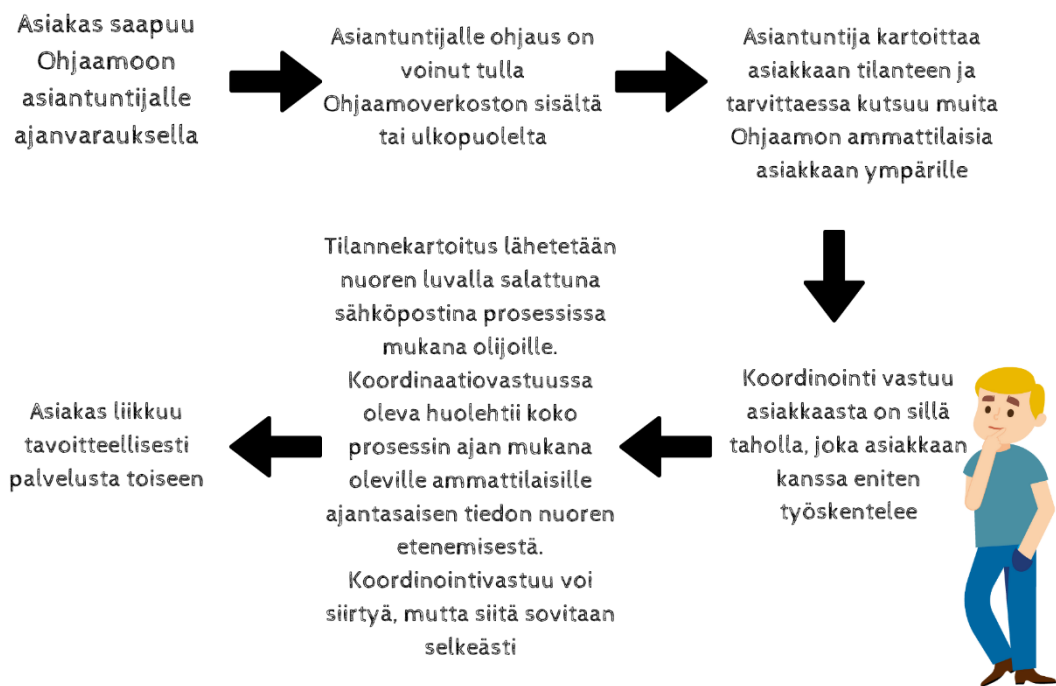 Asiakas saapuu
Ohjaamoon
asiantuntijalle
ajanvarauksella
Asiantuntijalle ohjaus on
voinut tulla
Ohjaamoverkoston sisältä
tai ulkopuolelta
Asiantuntija kartoittaa
asiakkaan tilanteen ja
tarvittaessa kutsuu muita
Ohjaamon ammattilaisia
asiakkaan ympärille
Koordinointi vastuu
asiakkaasta on sillä
taholla, joka asiakkaan
kanssa eniten
työskentelee
Tilannekartoitus lähetetään
nuoren luvalla salattuna
sähköpostina prosessissa
mukana olijoille.
Koordinaatiovastuussa
oleva huolehtii koko
prosessin ajan mukana
oleville ammattilaisille
ajantasaisen tiedon nuoren
etenemisestä.
Koordinointivastuu voi
siirtyä, mutta siitä sovitaan
selkeästi
Asiakas liikkuu
tavoitteellisesti
palvelusta toiseen